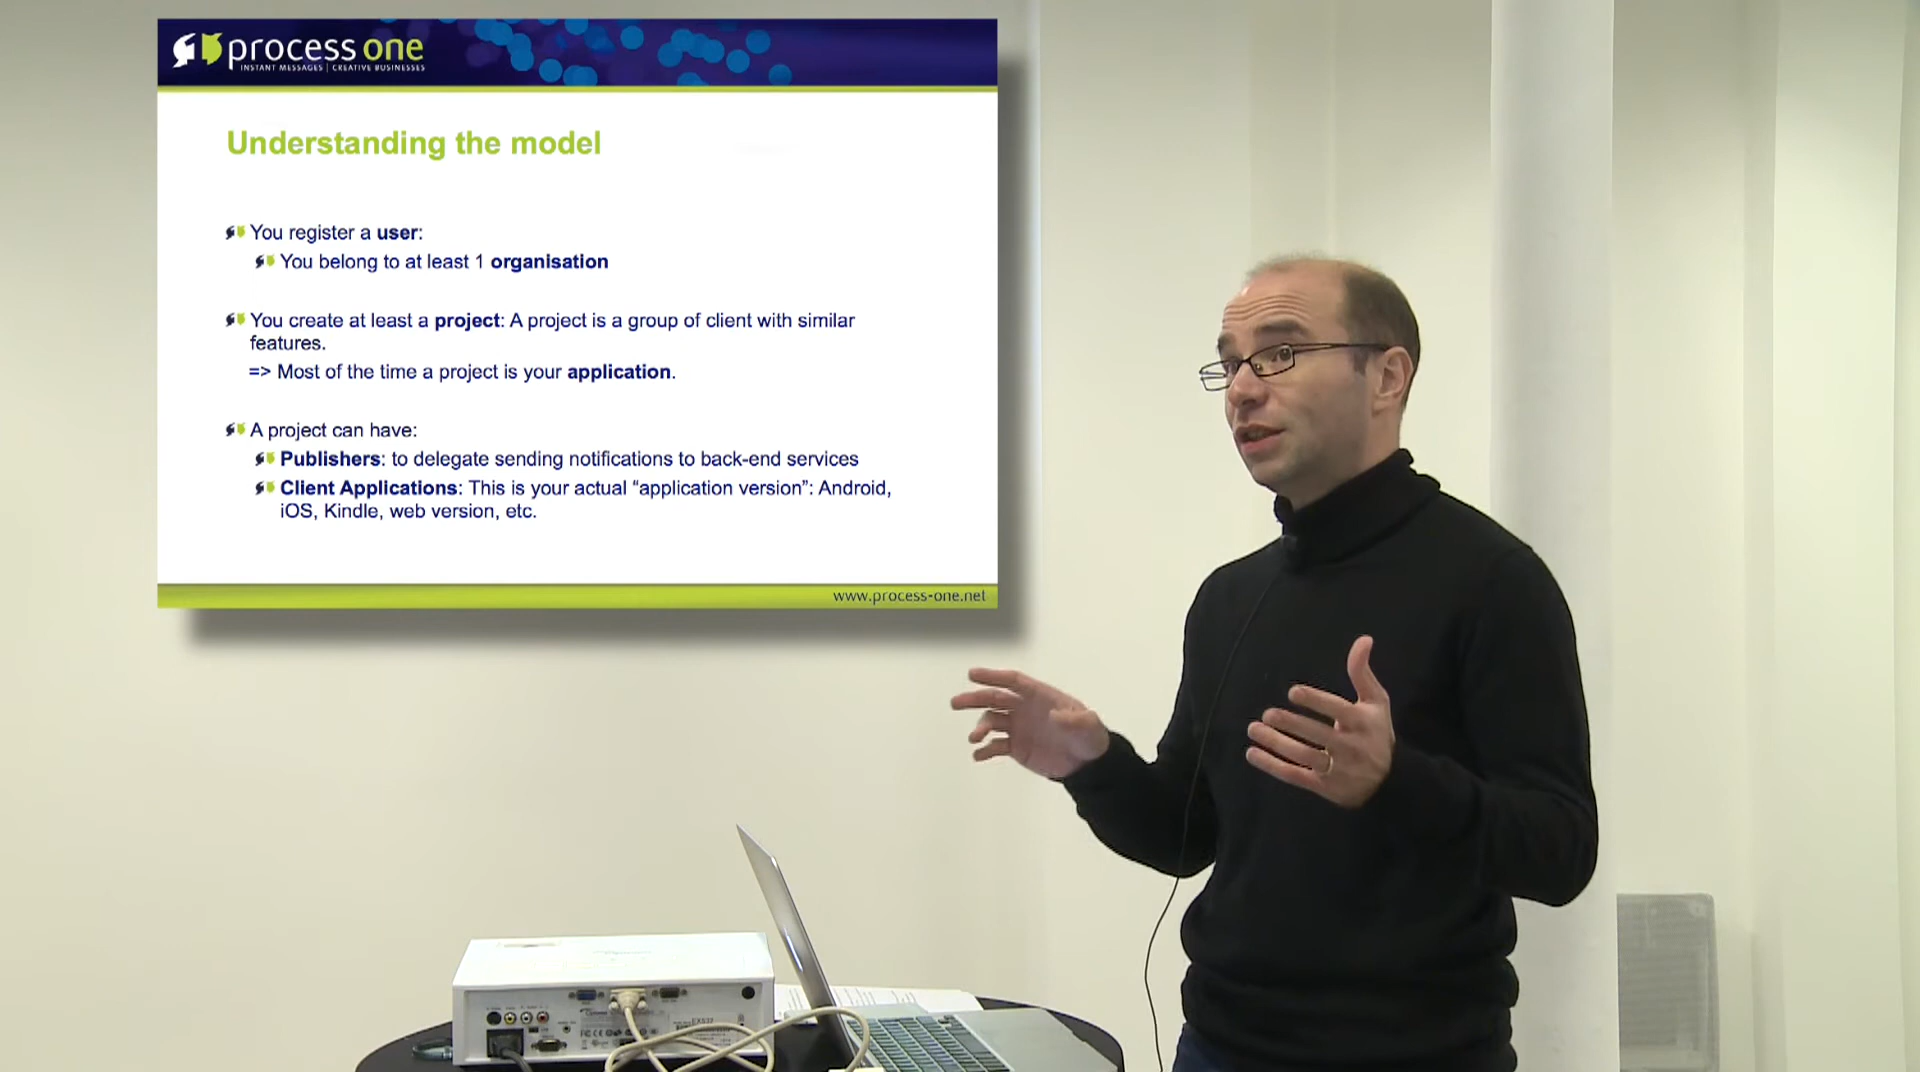 process one
INSTANT MESSAGES | CREATIVE BUSINESSES
Understanding the model
You register a user:
You belong to at least 1 organisation
You create at least a project: A project is a group of client with similar
features.
=> Most of the time a project is your application.
A project can have:
Publishers: to delegate sending notifications to back-end services
Client Applications: This is your actual “application version”: Android,
iOS, Kindle, web version, etc.
www.process-one.net
EX532